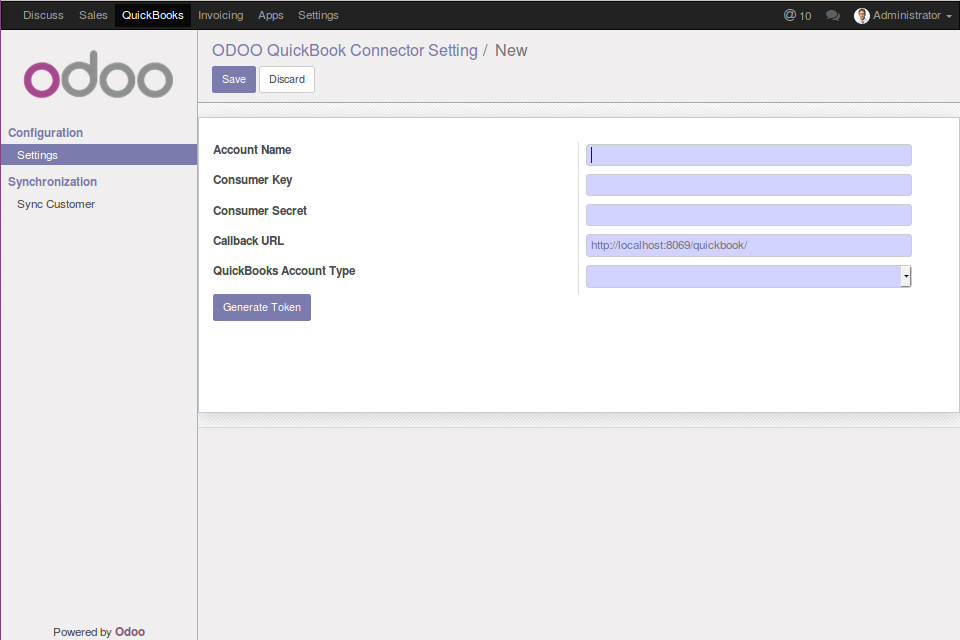 Discuss Sales QuickBooks Invoicing Apps Settings @ 10 Administrator
odoo
Configuration
Settings
Synchronization
Sync Customer
Powered by Odoo
ODOO QuickBook Connector Setting / New
Save Discard
Account Name
Consumer Key
Consumer Secret
Callback URL http://localhost:8069/quickbook/
QuickBooks Account Type
Generate Token